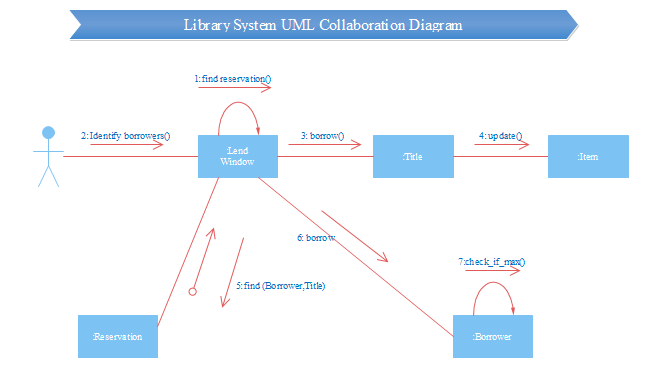 Library System UML Collaboration Diagram
1: find reservation()
2: Identify borrowers()
3: borrow()
4: update()
:Lend
Window
:Title
:Item
6: borrow
5: find (Borrower,Title)
7:check_if_max()
:Reservation
:Borrower